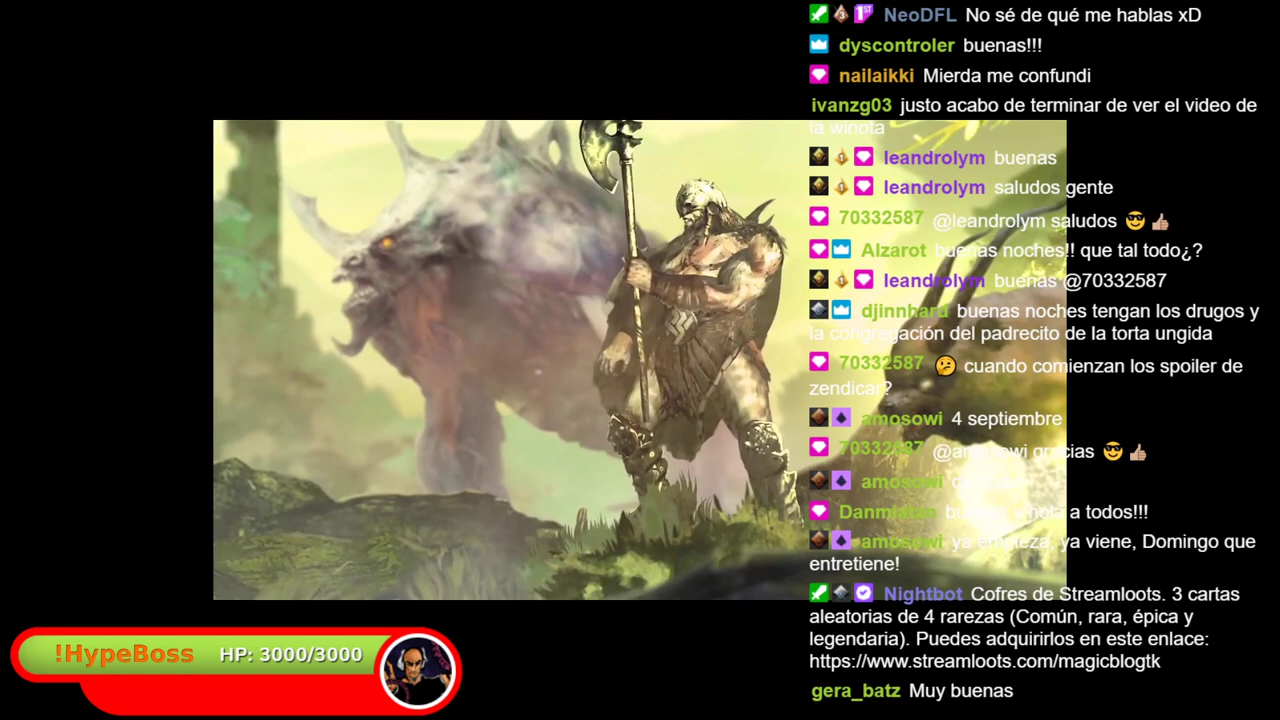 NeoDFL No sé de qué me hablas xD
dyscontroler buenas!!!
nailaikki Mierda me confundi
ivanzg03 justo acabo de terminar de ver el video de
la winota
leandrolym buenas
leandrolym saludos gente
70332587 @leandrolym saludos 😎👍🏼
Alzarot buenas noches!! que tal todo¿?
leandrolym buenas @70332587
djinnhard buenas noches tengan los drugos y
la congregación del padrecito de la torta ungida
70332587 🤔 cuando comienzan los spoiler de
zendicar?
amosowi 4 septiembre
70332587 @amosowi gracias 😎👍🏼
amosowi
a todos!!!
amosowi ya empieza, ya viene, Domingo que
entretiene!
Nightbot Cofres de Streamloots. 3 cartas
aleatorias de 4 rarezas (Común, rara, épica y
legendaria). Puedes adquirirlos en este enlace:
https://www.streamloots.com/magicblogtk
gera_batz Muy buenas
!HypeBoss HP: 3000/3000